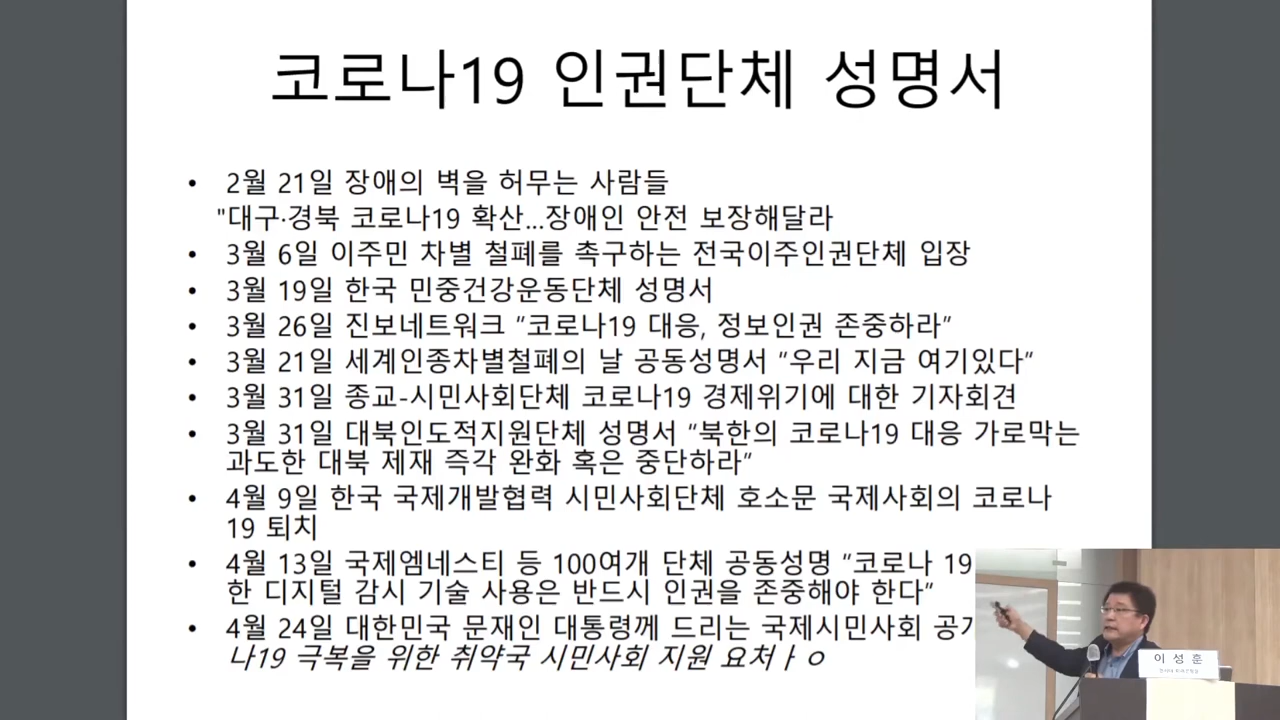 코로나19 인권단체 성명서
• 2월 21일 장애의 벽을 허무는 사람들
"대구·경북 코로나19 확산...장애인 안전 보장해달라
• 3월 6일 이주민 차별 철폐를 촉구하는 전국이주인권단체 입장
• 3월 19일 한국 민중건강운동단체 성명서
• 3월 26일 진보네트워크 “코로나19 대응, 정보인권 존중하라”
• 3월 21일 세계인종차별철폐의 날 공동성명서 “우리 지금 여기있다”
• 3월 31일 종교-시민사회단체 코로나19 경제위기에 대한 기자회견
• 3월 31일 대북인도적지원단체 성명서 “북한의 코로나19 대응 가로막는
과도한 대북 제재 즉각 완화 혹은 중단하라”
• 4월 9일 한국 국제개발협력 시민사회단체 호소문 국제사회의 코로나
19 퇴치
• 4월 13일 국제엠네스티 등 100여개 단체 공동성명 “코로나 19
한 디지털 감시 기술 사용은 반드시 인권을 존중해야 한다”
• 4월 24일 대한민국 문재인 대통령께 드리는 국제시민사회
나19 극복을 위한 취약국 시민사회 지원 요처ㅏㅇ
이 성 훈